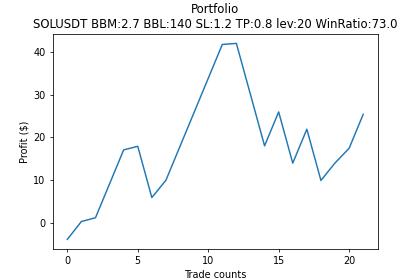 Portfolio
SOLUSDT BBM:2.7 BBL:140 SL:1.2 TP:0.8 lev:20 WinRatio:73.0
Profit ($)
40
30
20
10
0
0 5 10 15 20
Trade counts